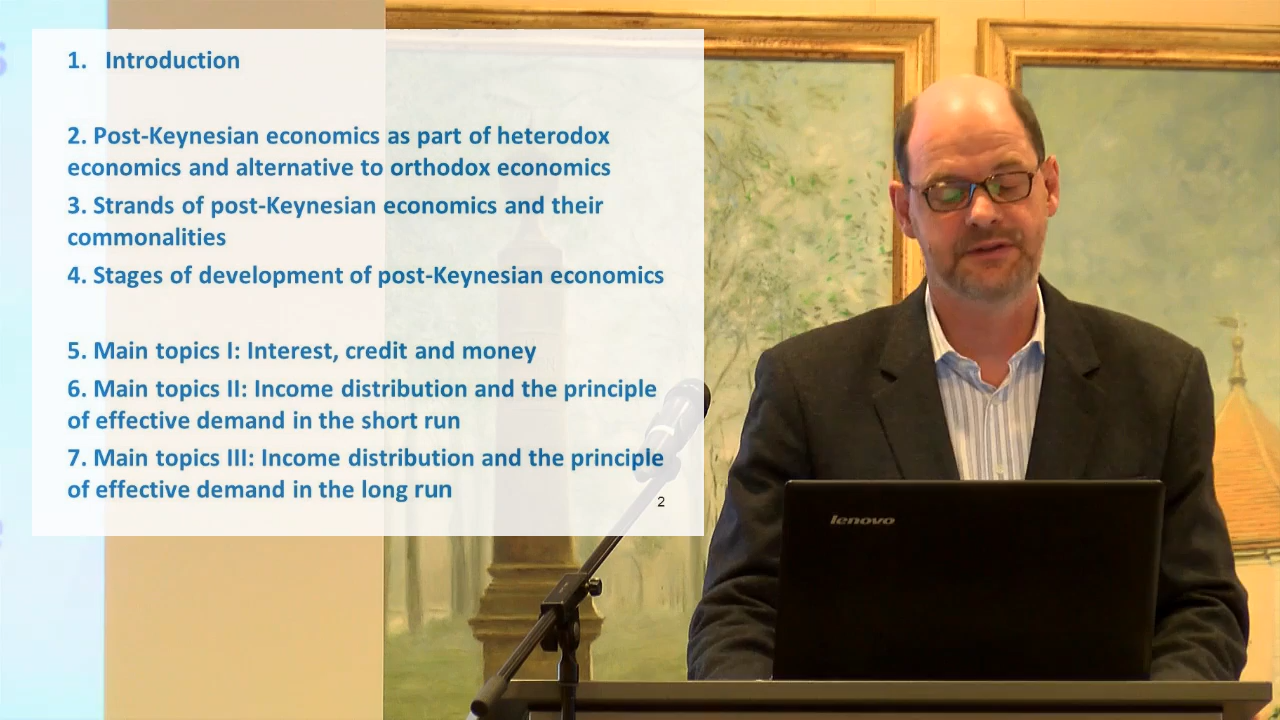 1. Introduction
2. Post-Keynesian economics as part of heterodox
economics and alternative to orthodox economics
3. Strands of post-Keynesian economics and their
commonalities
4. Stages of development of post-Keynesian economics
5. Main topics I: Interest, credit and money
6. Main topics II: Income distribution and the principle
of effective demand in the short run
7. Main topics III: Income distribution and the principle
of effective demand in the long run
2
lenovo